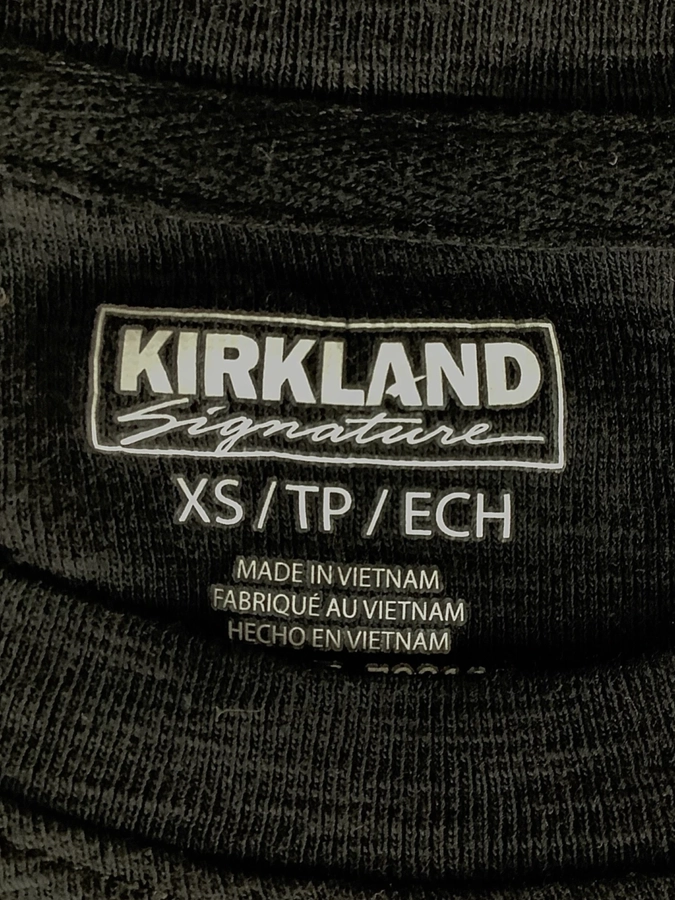 KIRKLAND
Signature
XS / TP / ECH
MADE IN VIETNAM
FABRIQUÉ AU VIETNAM
HECHO EN VIETNAM